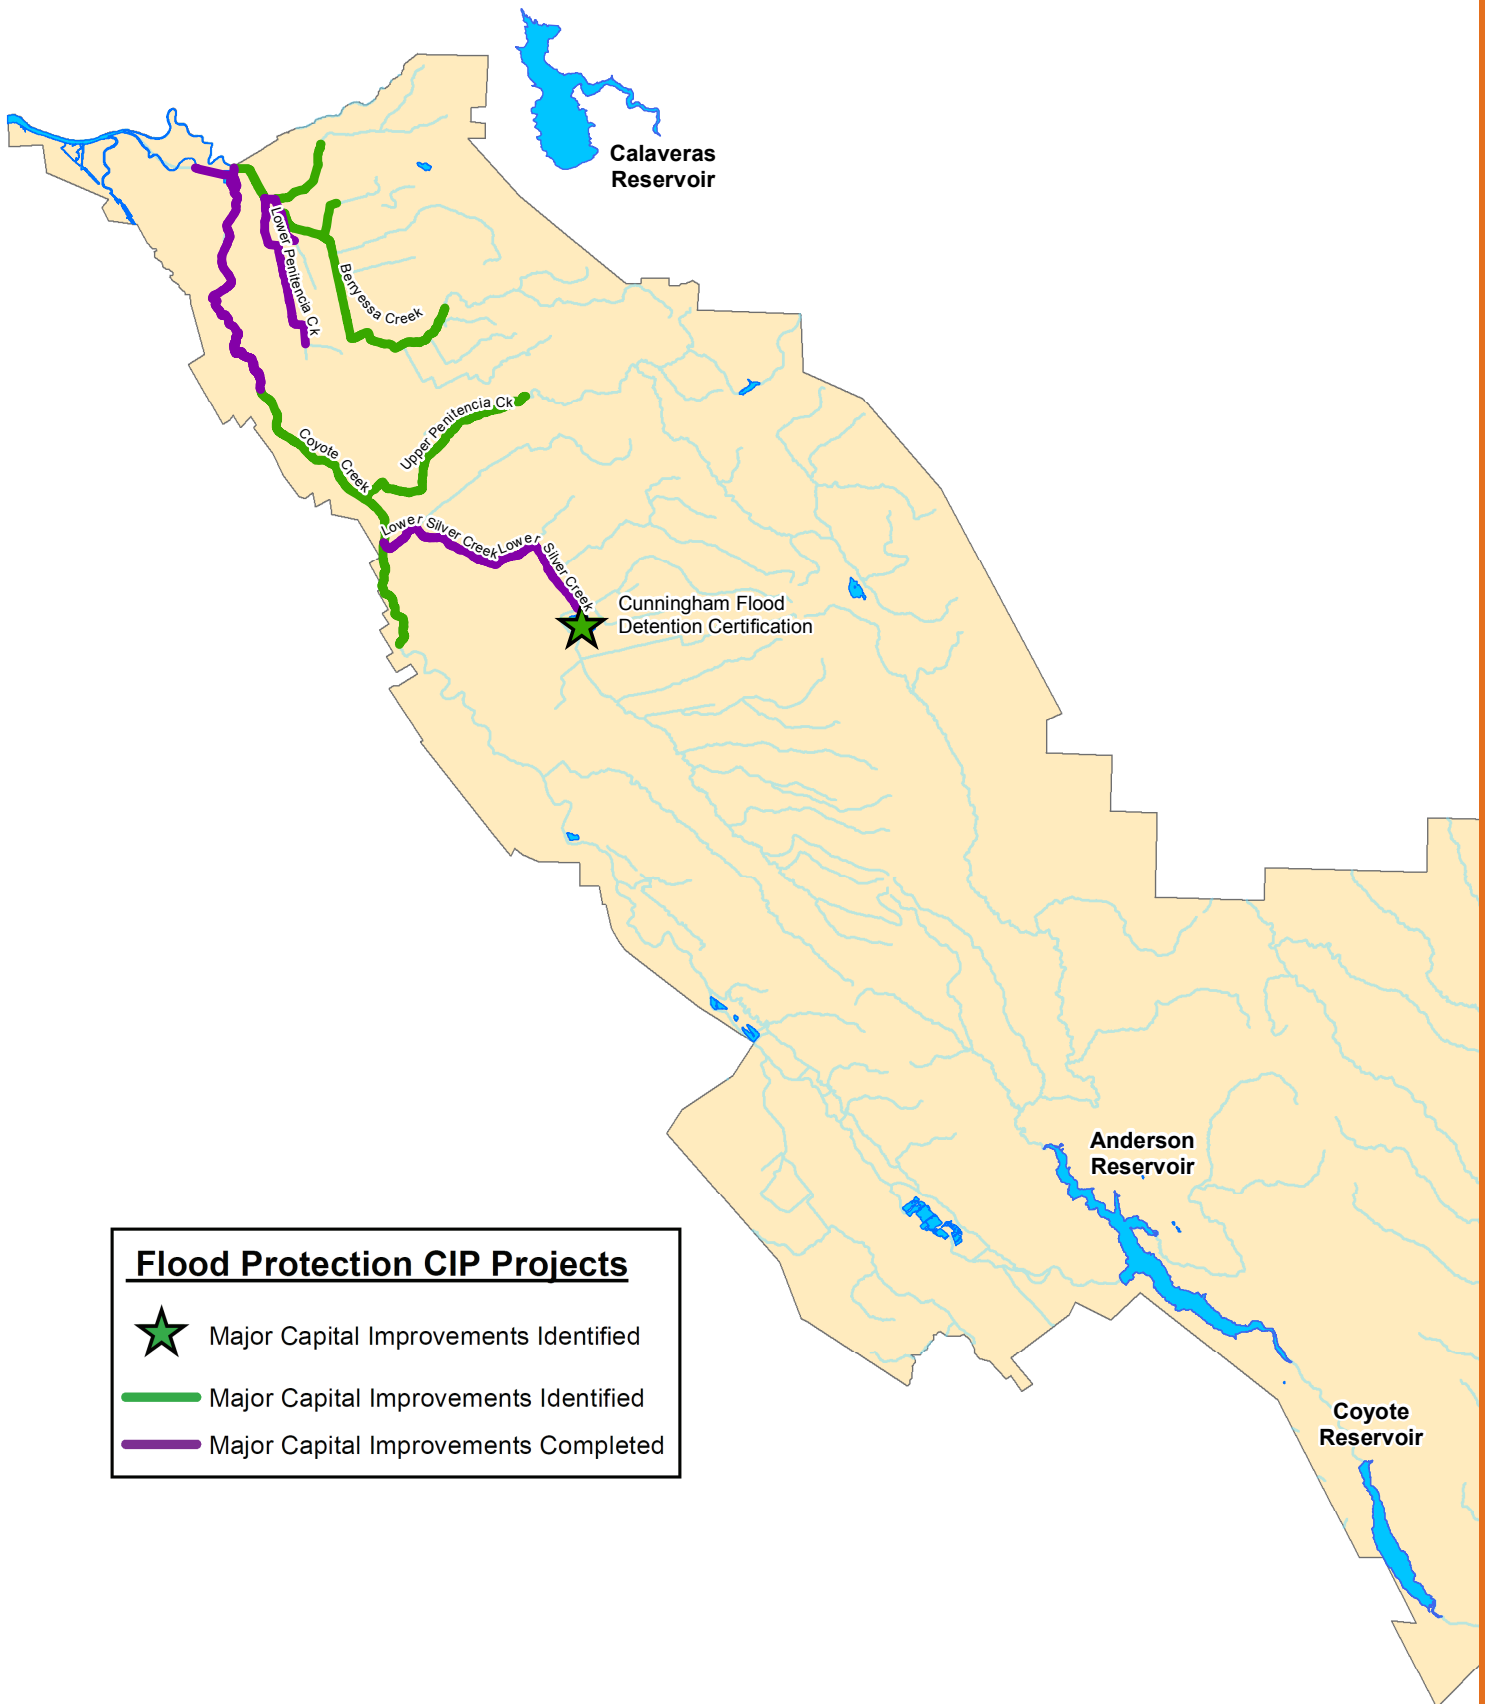 Calaveras
Reservoir
Lower Penitencia Ck
Berryessa Creek
Upper Penitencia Ck
Coyote Creek
Lower Silver Creek
Lower Silver Creek
Cunningham Flood
Detention Certification
Anderson
Reservoir
Coyote
Reservoir
Flood Protection CIP Projects
Major Capital Improvements Identified
Major Capital Improvements Identified
Major Capital Improvements Completed